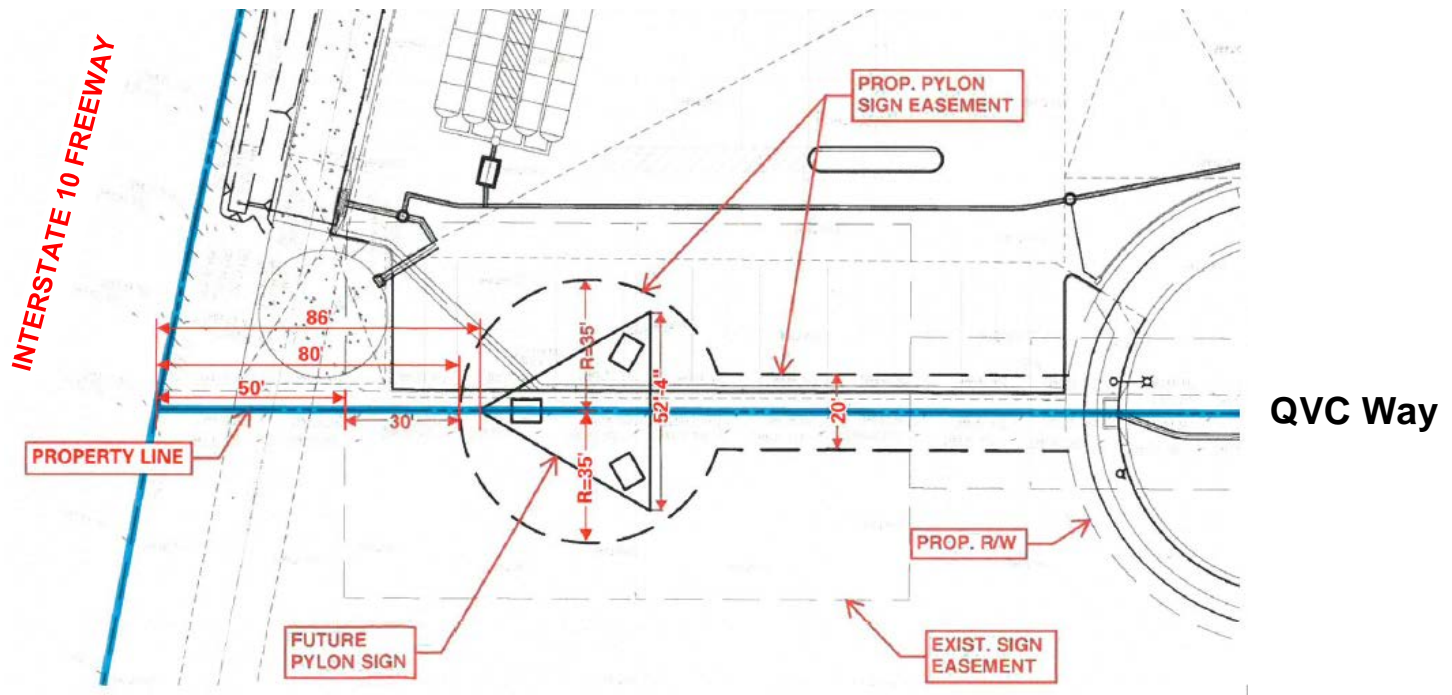 INTERSTATE 10 FREEWAY
PROP. PYLON
SIGN EASEMENT
86'
80'
50'
30'
R=35'
R=35'
52'-4"
20'
PROPERTY LINE
QVC Way
PROP. R/W
FUTURE
PYLON SIGN
EXIST. SIGN
EASEMENT